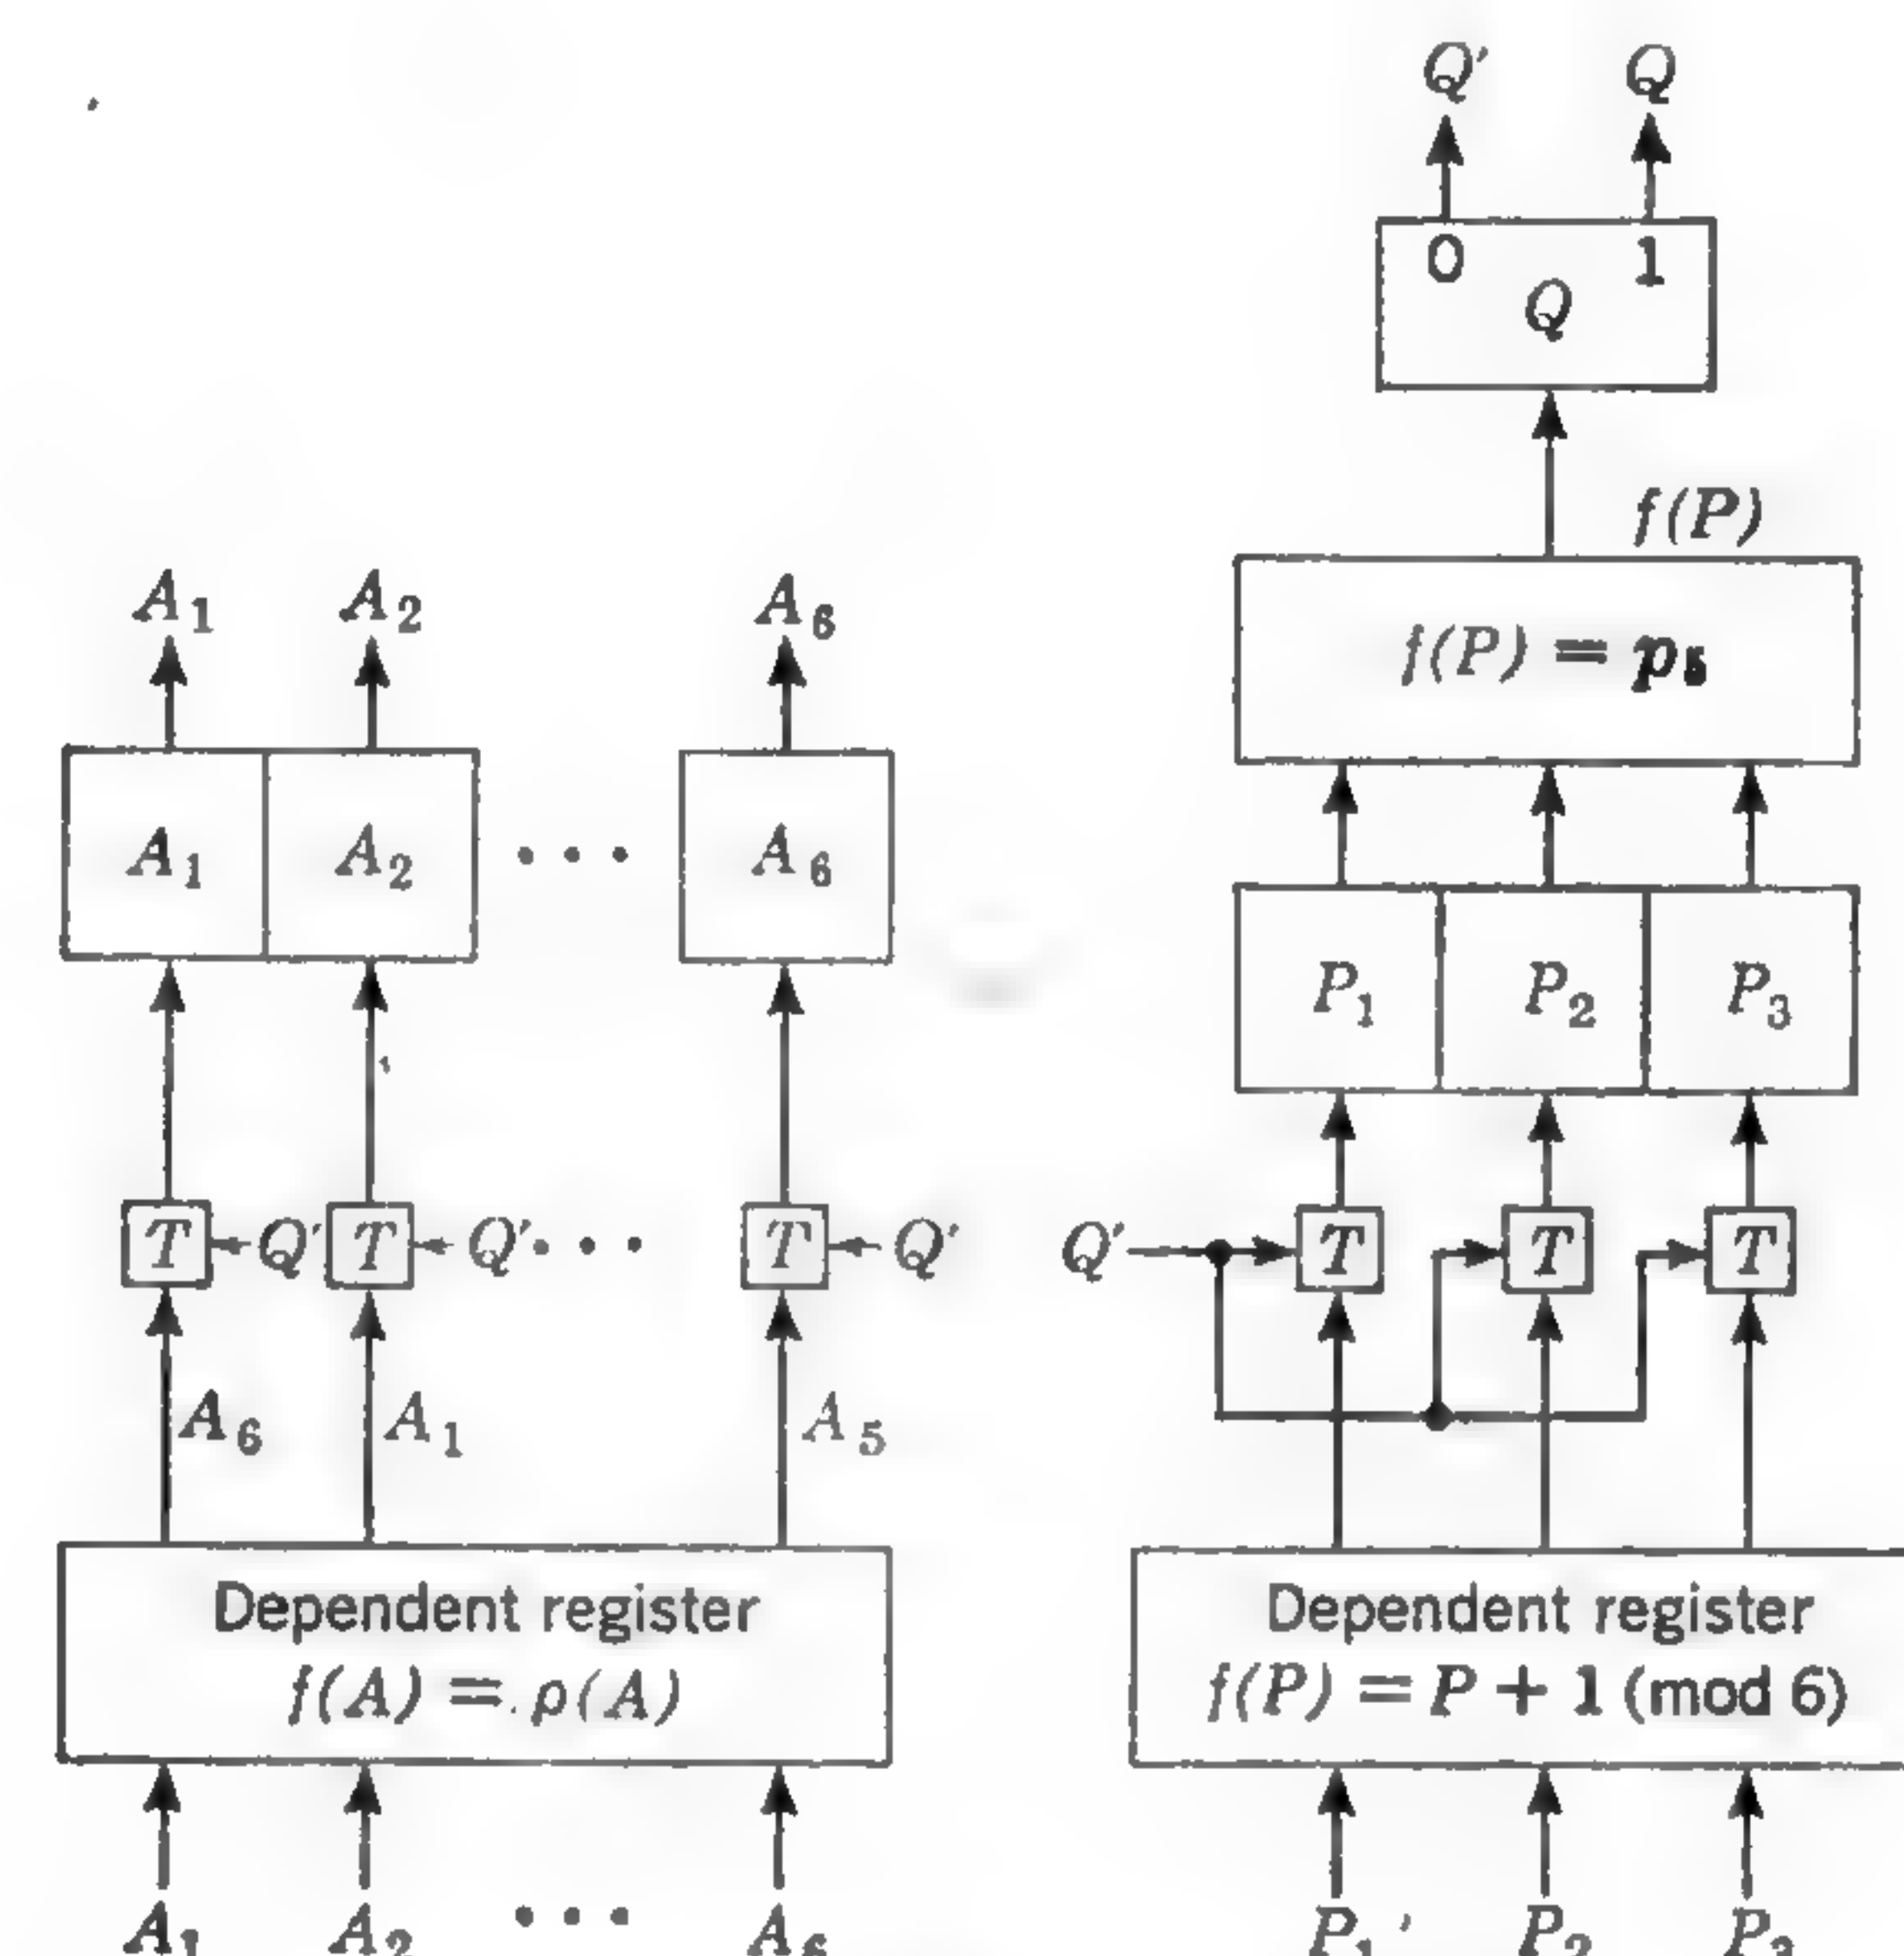 Q′ Q
0 1
Q
f(P)
f(P) = p₅
A₁ A₂ A₆
A₁ A₂ • • • A₆
P₁ P₂ P₃
T Q′ T Q′ • • • T Q′
Q′ T T T
A₆ A₁ A₅
Dependent register
f(A) = ρ(A)
Dependent register
f(P) = P + 1 (mod 6)
A₁ A₂ • • • A₆
P₁ P₂ P₃